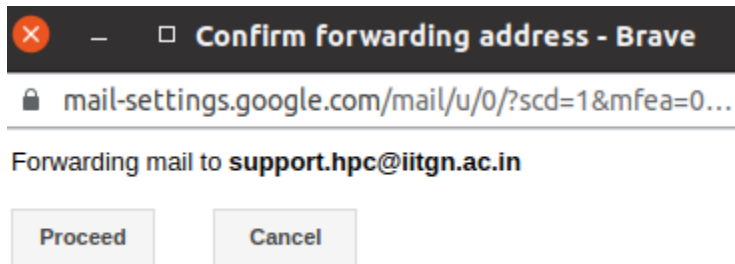 Confirm forwarding address - Brave
mail-settings.google.com/mail/u/0/?scd=1&mfea=0...
Forwarding mail to support.hpc@iitgn.ac.in
Proceed Cancel